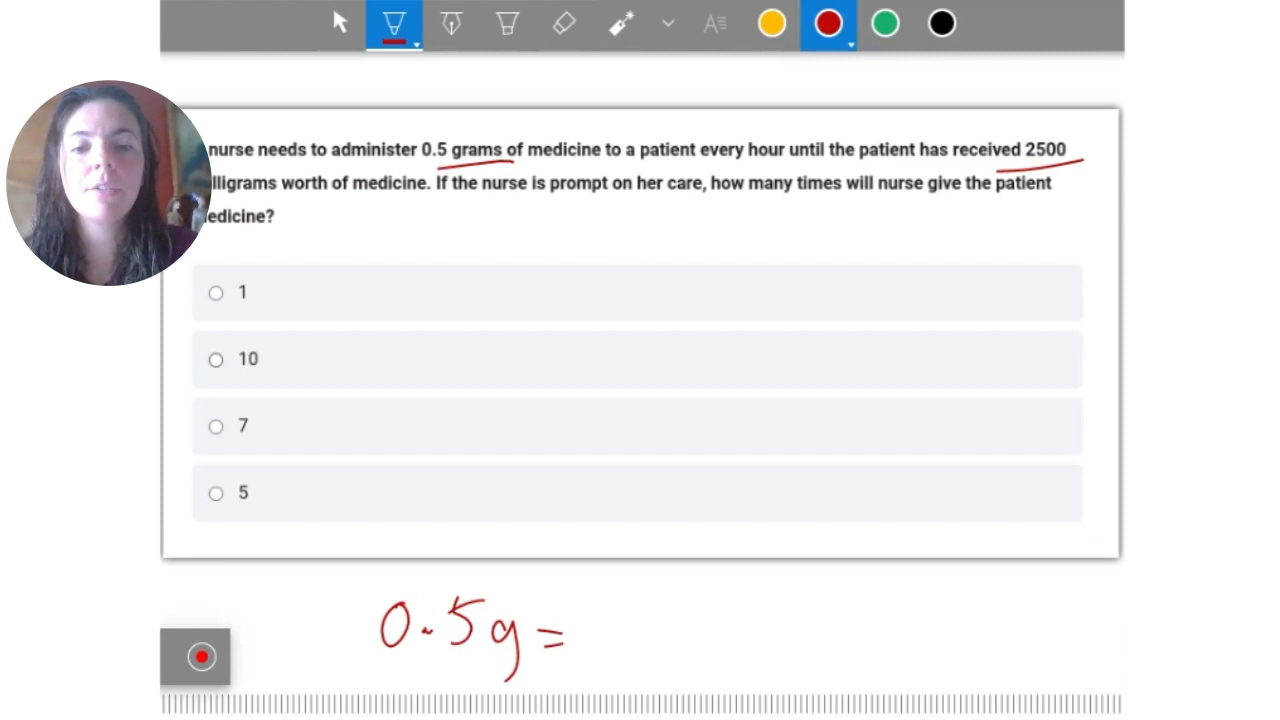 nurse needs to administer 0.5 grams of medicine to a patient every hour until the patient has received 2500
lligrams worth of medicine. If the nurse is prompt on her care, how many times will nurse give the patient
edicine?
1
10
7
5
0.5g=